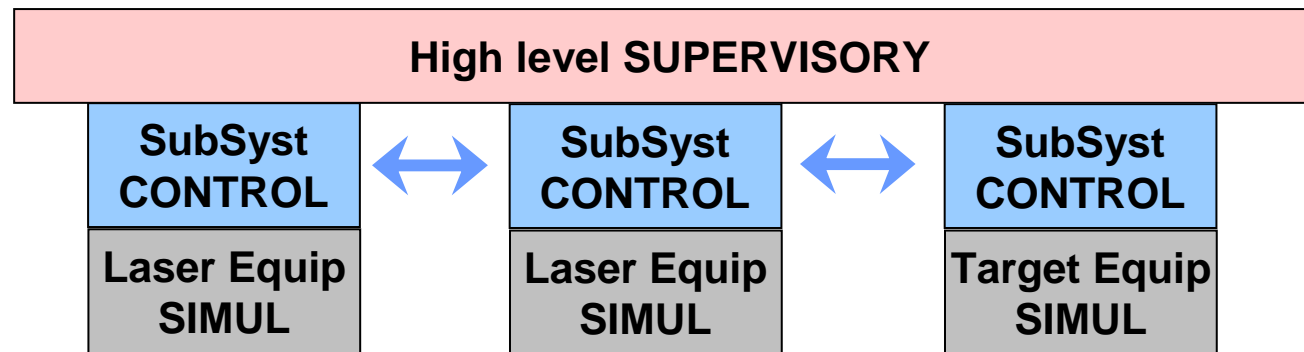 High level SUPERVISORY
SubSyst
CONTROL
SubSyst
CONTROL
SubSyst
CONTROL
Laser Equip
SIMUL
Laser Equip
SIMUL
Target Equip
SIMUL